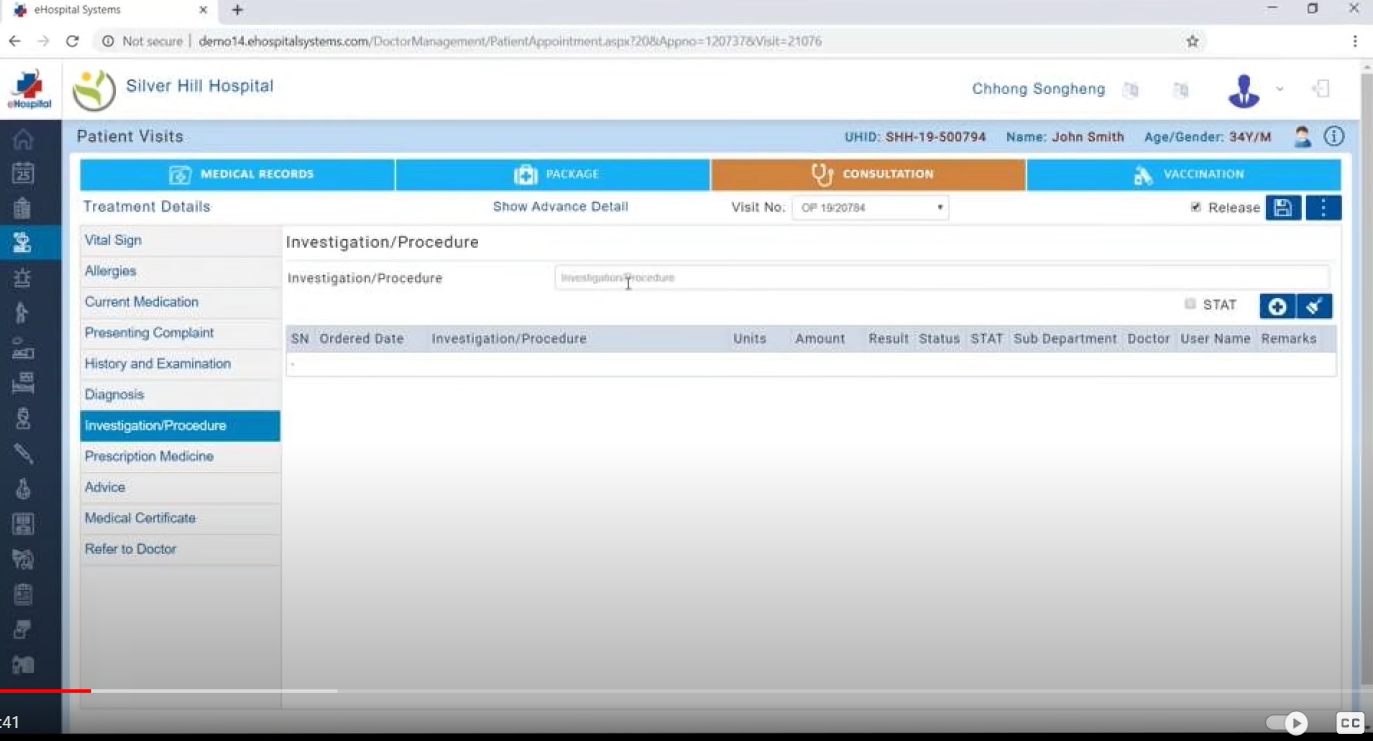 eHospital Systems
Not secure | demo14.ehospitalsystems.com/DoctorManagement/PatientAppointment.aspx?20&Appno=120737&Visit=21076
eHospital
Silver Hill Hospital
Chhong Songheng
Patient Visits
UHID: SHH-19-500794 Name: John Smith Age/Gender: 34Y/M
25
MEDICAL RECORDS
PACKAGE
CONSULTATION
VACCINATION
Treatment Details
Show Advance Detail
Visit No.
OP 19/20784
Release
Vital Sign
Allergies
Current Medication
Presenting Complaint
History and Examination
Diagnosis
Investigation/Procedure
Prescription Medicine
Advice
Medical Certificate
Refer to Doctor
Investigation/Procedure
Investigation/Procedure
Investigation/Procedure
STAT
SN Ordered Date Investigation/Procedure Units Amount Result Status STAT Sub Department Doctor User Name Remarks
-
:41
CC